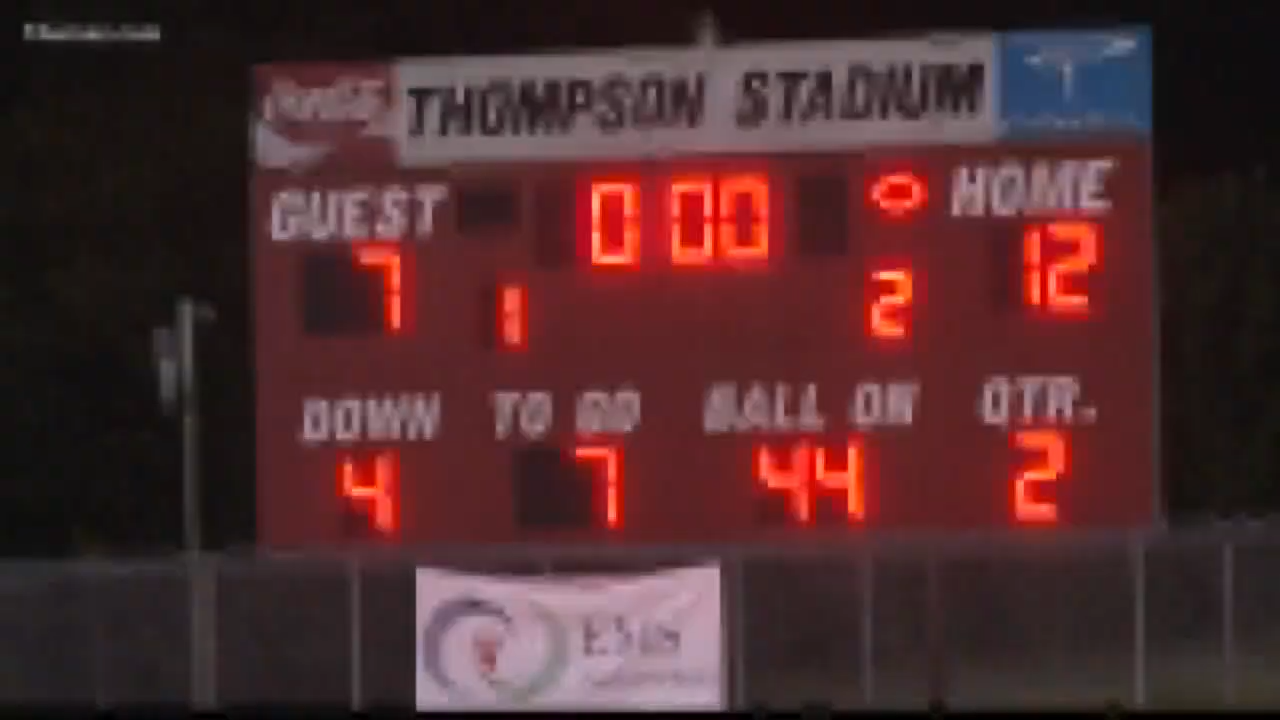 THOMPSON STADIUM
GUEST 0 00 HOME
7 1 2 12
DOWN TO GO BALL ON QTR.
4 7 44 2